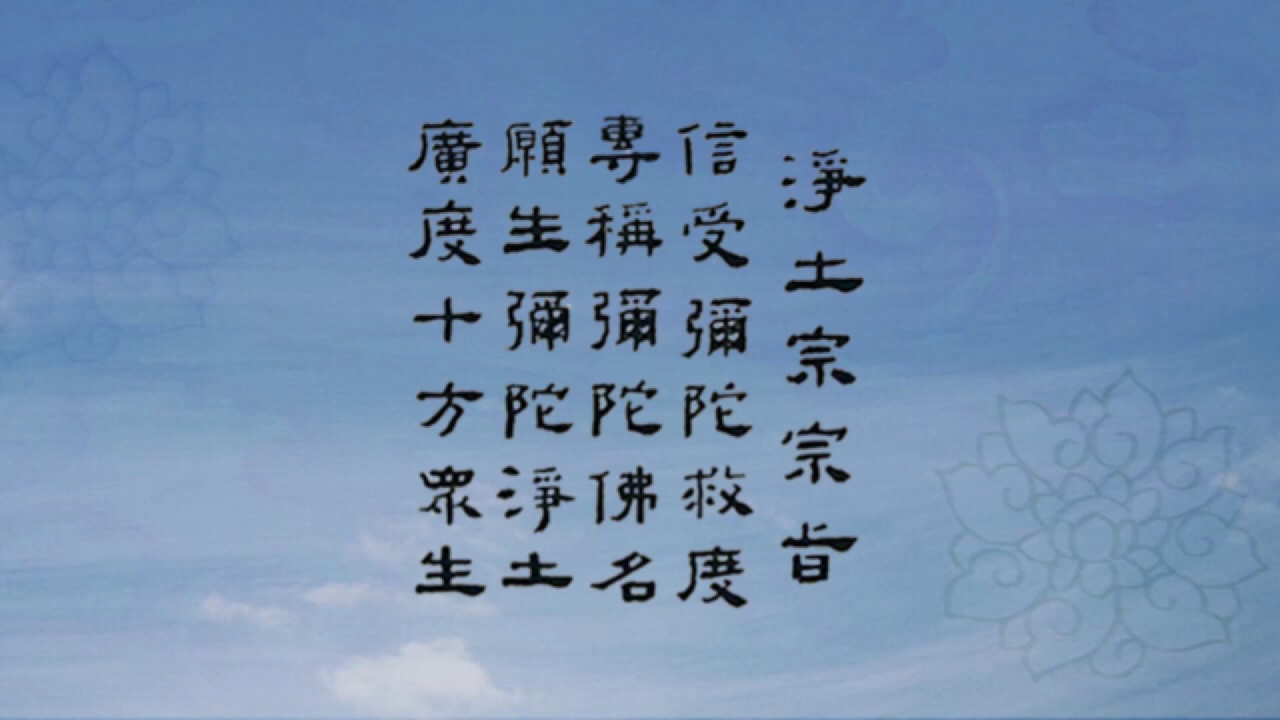 淨土宗宗旨
信受彌陀救度
專稱彌陀佛名
願生彌陀淨土
廣度十方眾生